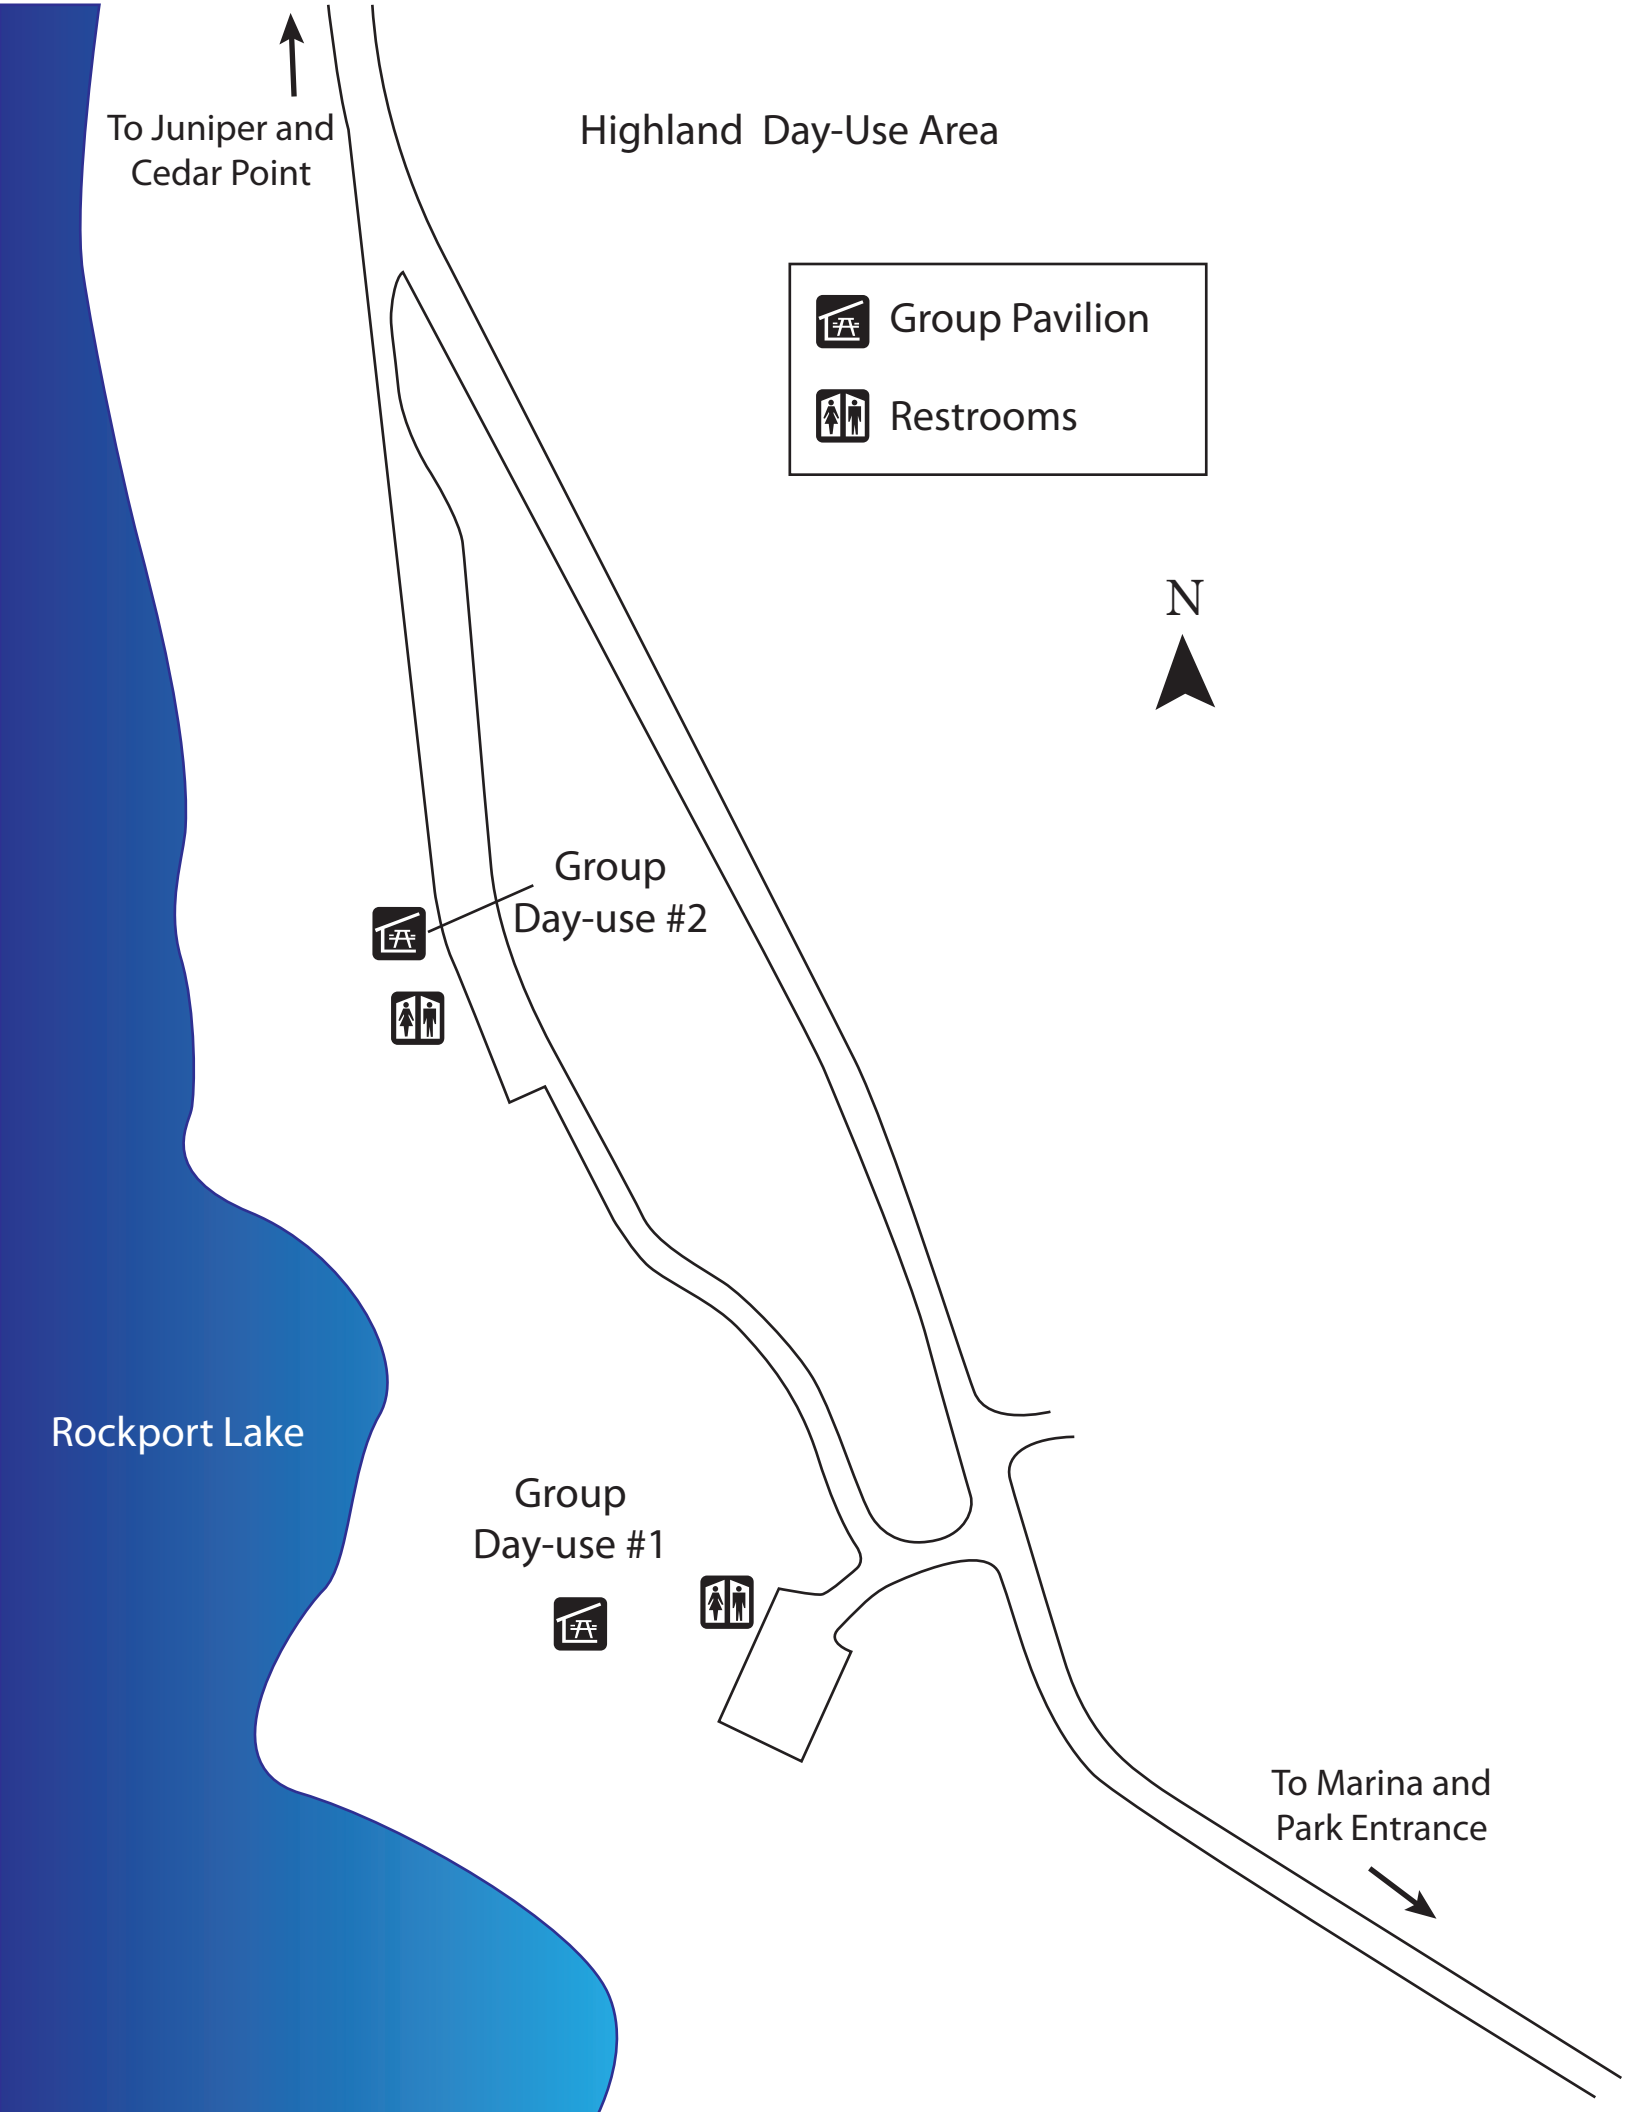 To Juniper and
Cedar Point
Highland Day-Use Area
Group Pavilion
Restrooms
N
Group
Day-use #2
Rockport Lake
Group
Day-use #1
To Marina and
Park Entrance